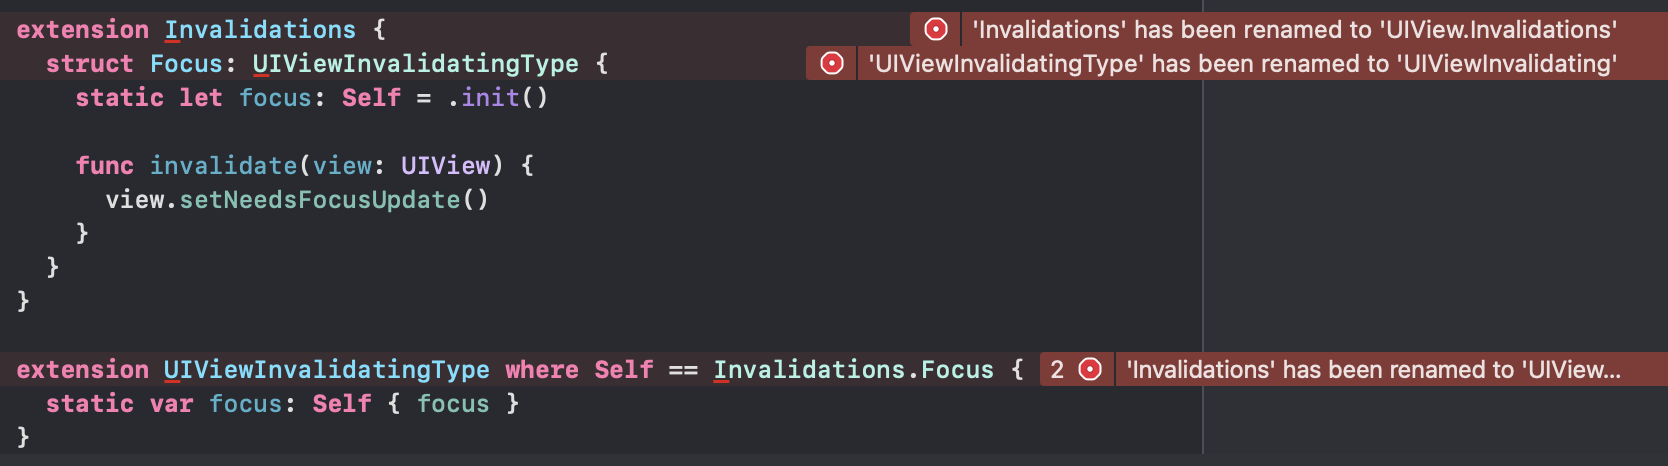 extension Invalidations {
'Invalidations' has been renamed to 'UIView.Invalidations'
struct Focus: UIViewInvalidatingType {
'UIViewInvalidatingType' has been renamed to 'UIViewInvalidating'
static let focus: Self = .init()
func invalidate(view: UIView) {
view.setNeedsFocusUpdate()
}
}
}
extension UIViewInvalidatingType where Self == Invalidations.Focus {
2 'Invalidations' has been renamed to 'UIView...
static var focus: Self { focus }
}